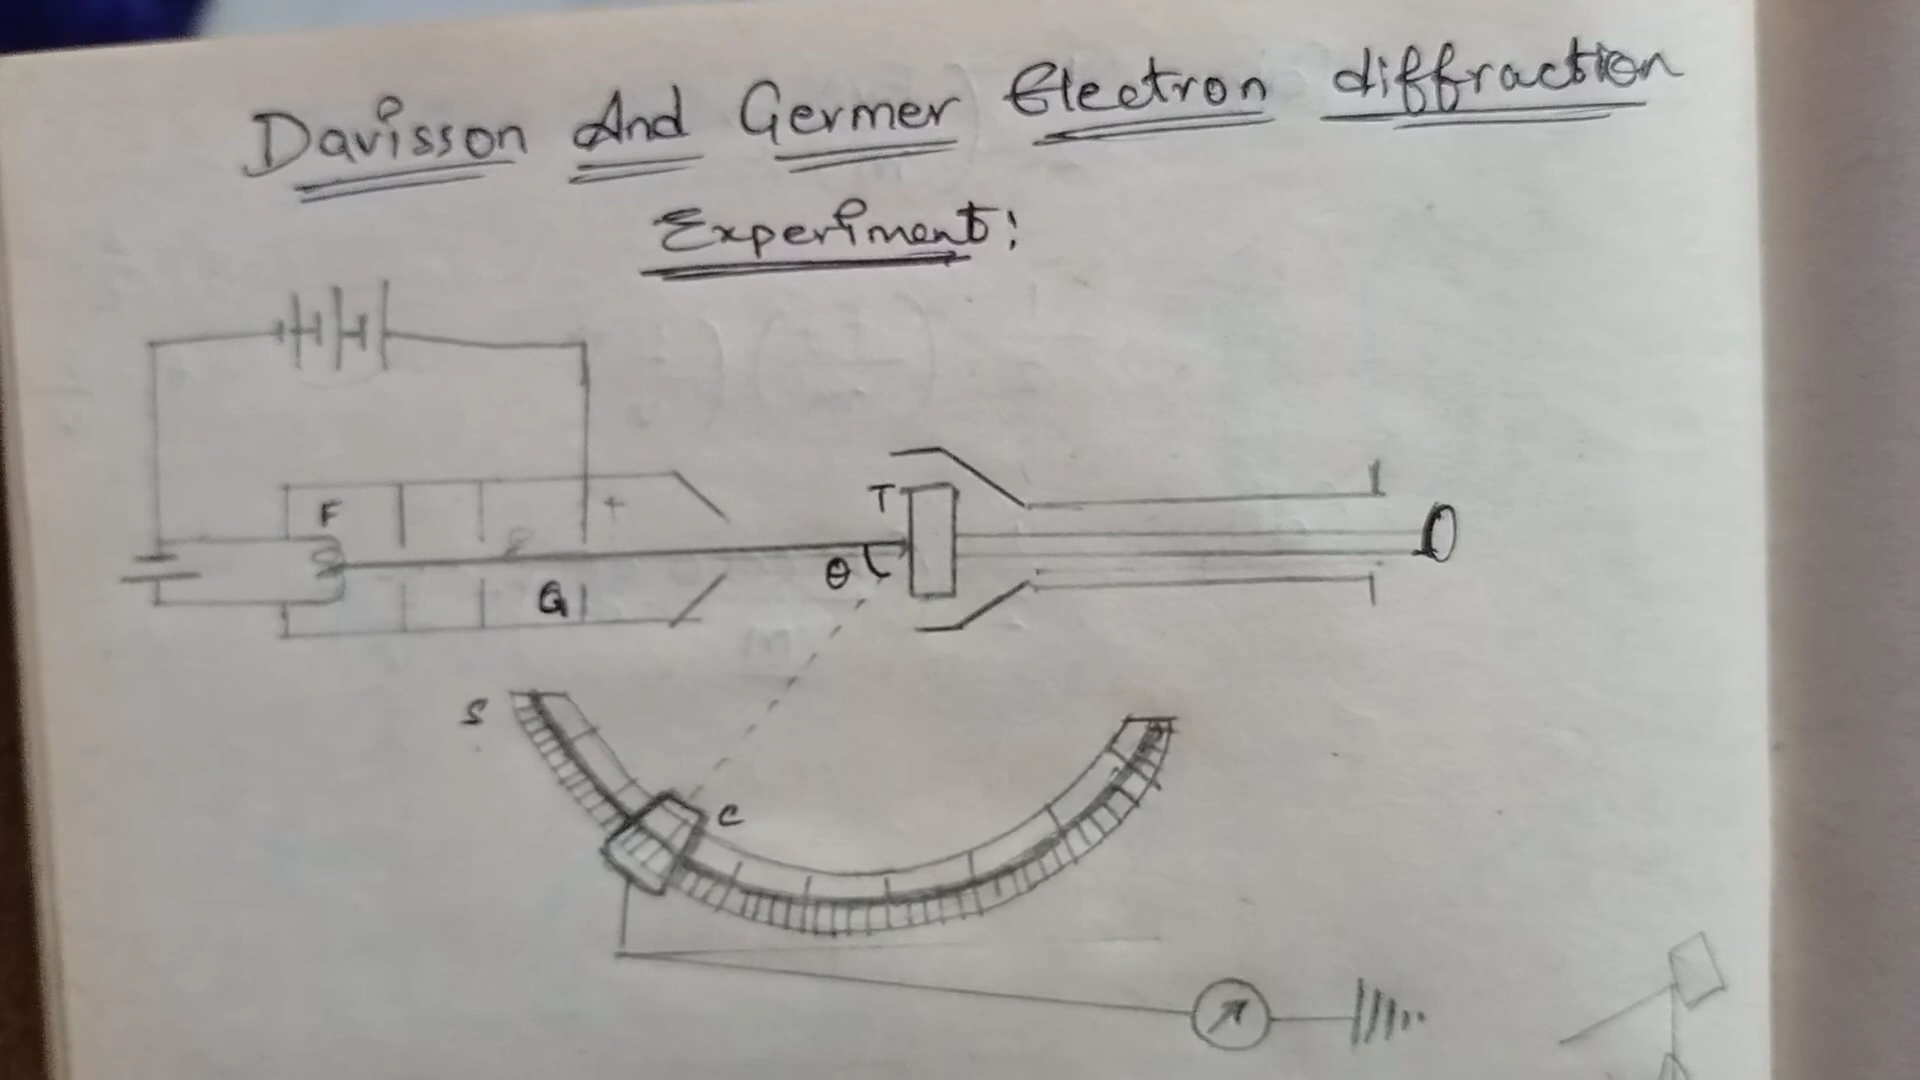 Davisson And Germer Electron diffraction
Experiment:
F
+
T
θ
G
S
C